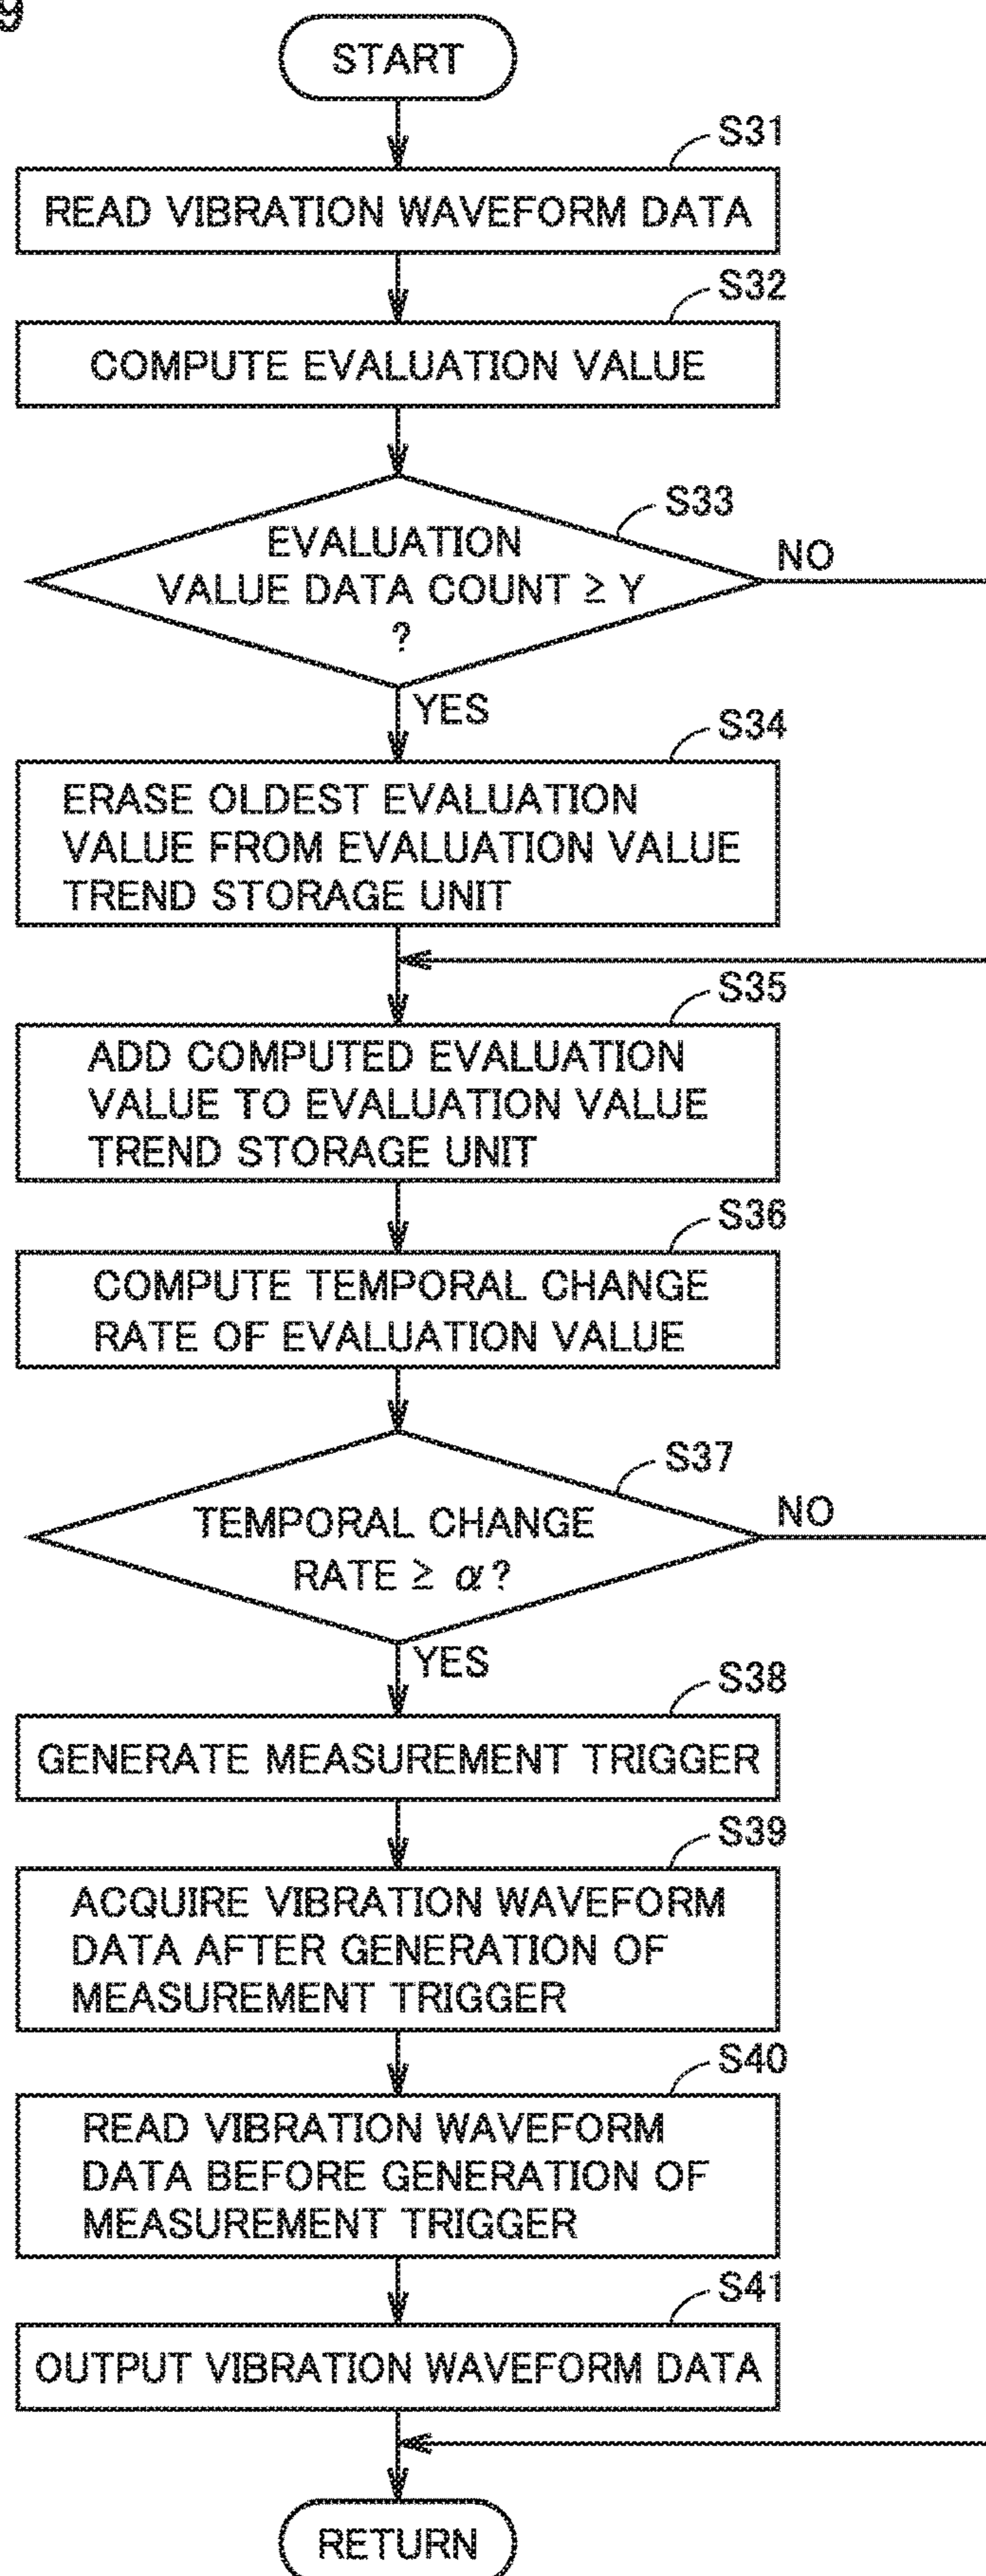 9
START
S31
READ VIBRATION WAVEFORM DATA
S32
COMPUTE EVALUATION VALUE
S33
EVALUATION
VALUE DATA COUNT ≥ Y
?
NO
YES
S34
ERASE OLDEST EVALUATION
VALUE FROM EVALUATION VALUE
TREND STORAGE UNIT
S35
ADD COMPUTED EVALUATION
VALUE TO EVALUATION VALUE
TREND STORAGE UNIT
S36
COMPUTE TEMPORAL CHANGE
RATE OF EVALUATION VALUE
S37
TEMPORAL CHANGE
RATE ≥ α?
NO
YES
S38
GENERATE MEASUREMENT TRIGGER
S39
ACQUIRE VIBRATION WAVEFORM
DATA AFTER GENERATION OF
MEASUREMENT TRIGGER
S40
READ VIBRATION WAVEFORM
DATA BEFORE GENERATION OF
MEASUREMENT TRIGGER
S41
OUTPUT VIBRATION WAVEFORM DATA
RETURN